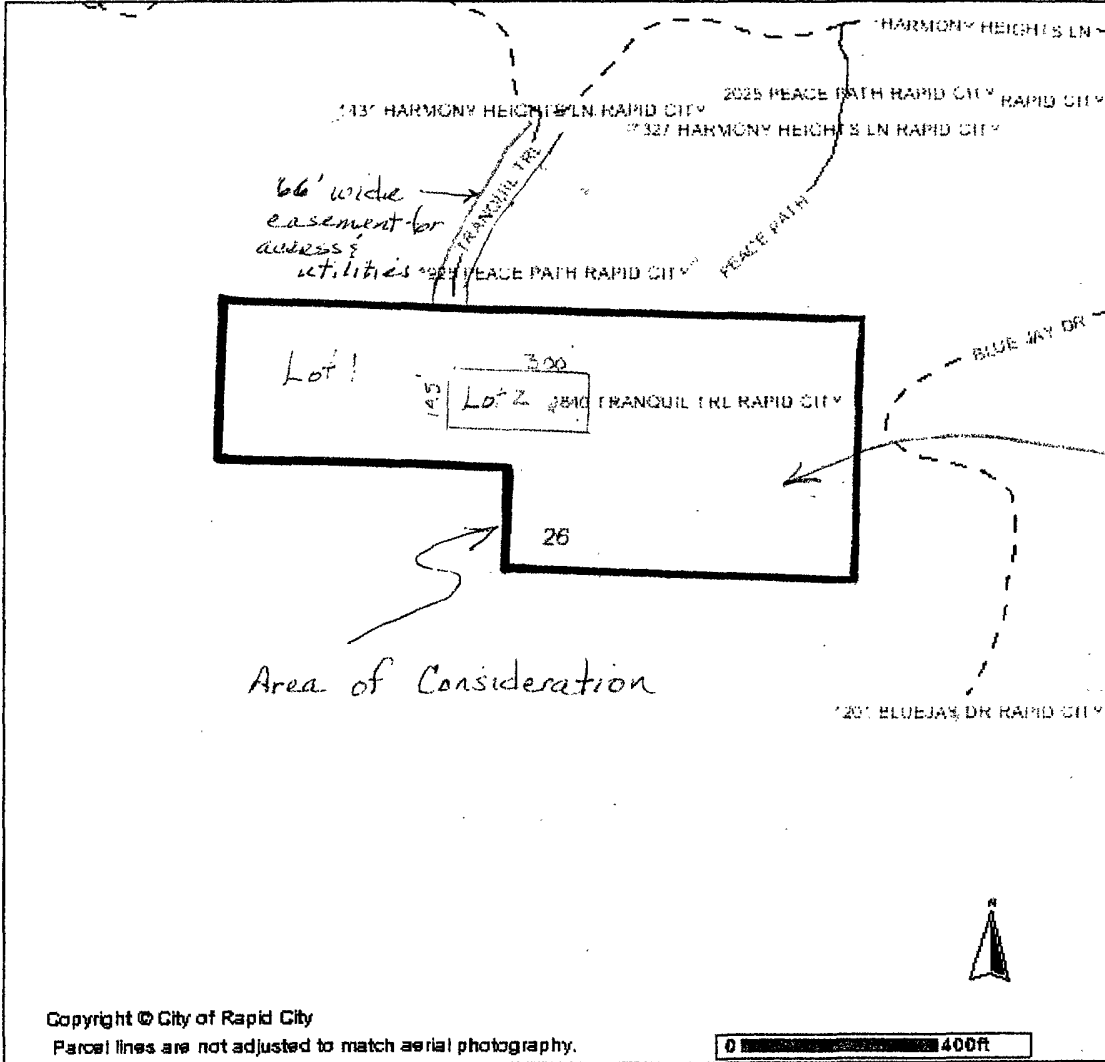 HARMONY HEIGHTS LN
2025 PEACE PATH RAPID CITY
RAPID CITY
HARMONY HEIGHTS LN RAPID CITY
HARMONY HEIGHTS LN RAPID CITY
TRANQUIL TRL
66' wide
easement for
access &
utilities
PEACE PATH RAPID CITY
PEACE PATH
BLUE JAY DR
Lot 1
300'
145'
Lot 2
TRANQUIL TRL RAPID CITY
26
Area of Consideration
1201 BLUEJAY DR RAPID CITY
N
Copyright © City of Rapid City
Parcel lines are not adjusted to match aerial photography.
0 400ft